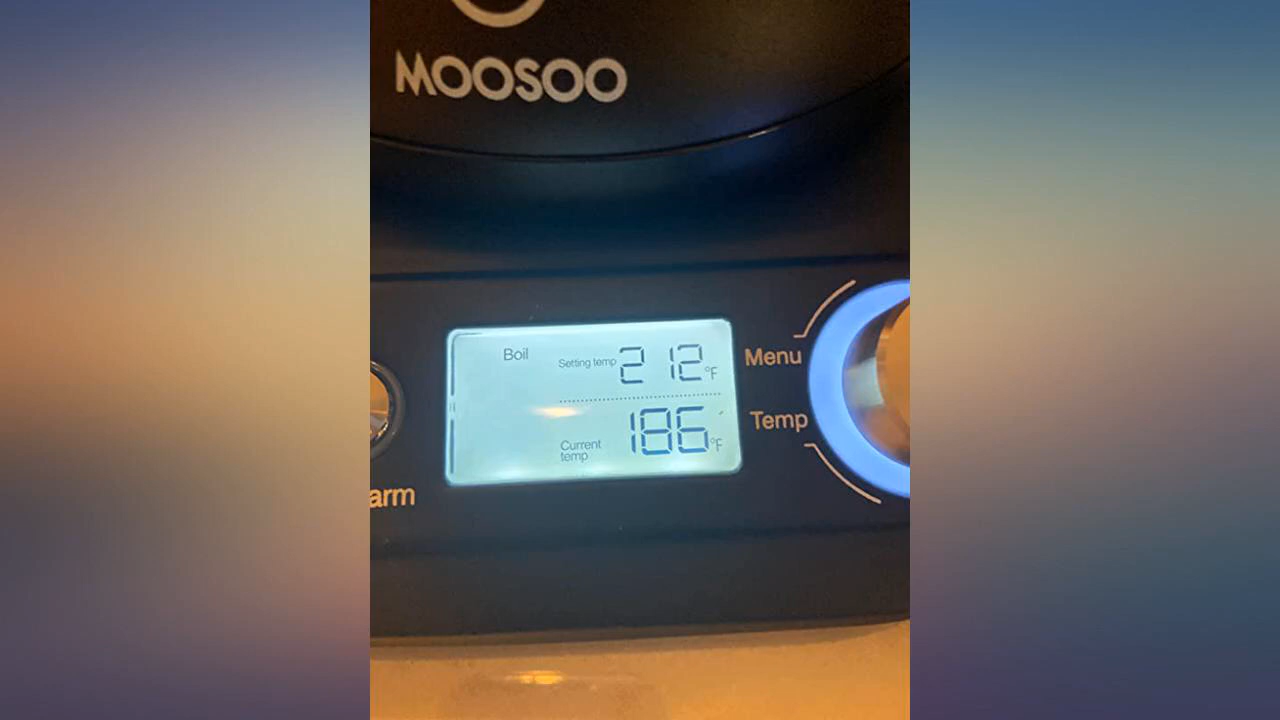 MOOSOO
Boil
Setting temp 212°F
Current
temp
186°F
Menu
Temp
arm